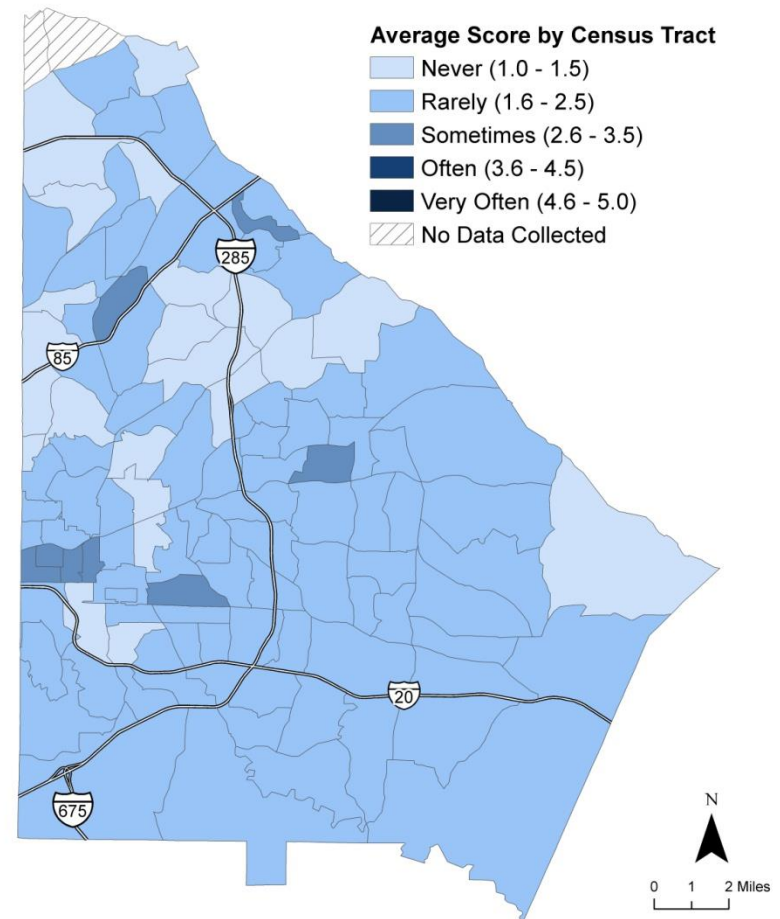 Average Score by Census Tract
Never (1.0 - 1.5)
Rarely (1.6 - 2.5)
Sometimes (2.6 - 3.5)
Often (3.6 - 4.5)
Very Often (4.6 - 5.0)
No Data Collected
285
85
20
675
N
0 1 2 Miles